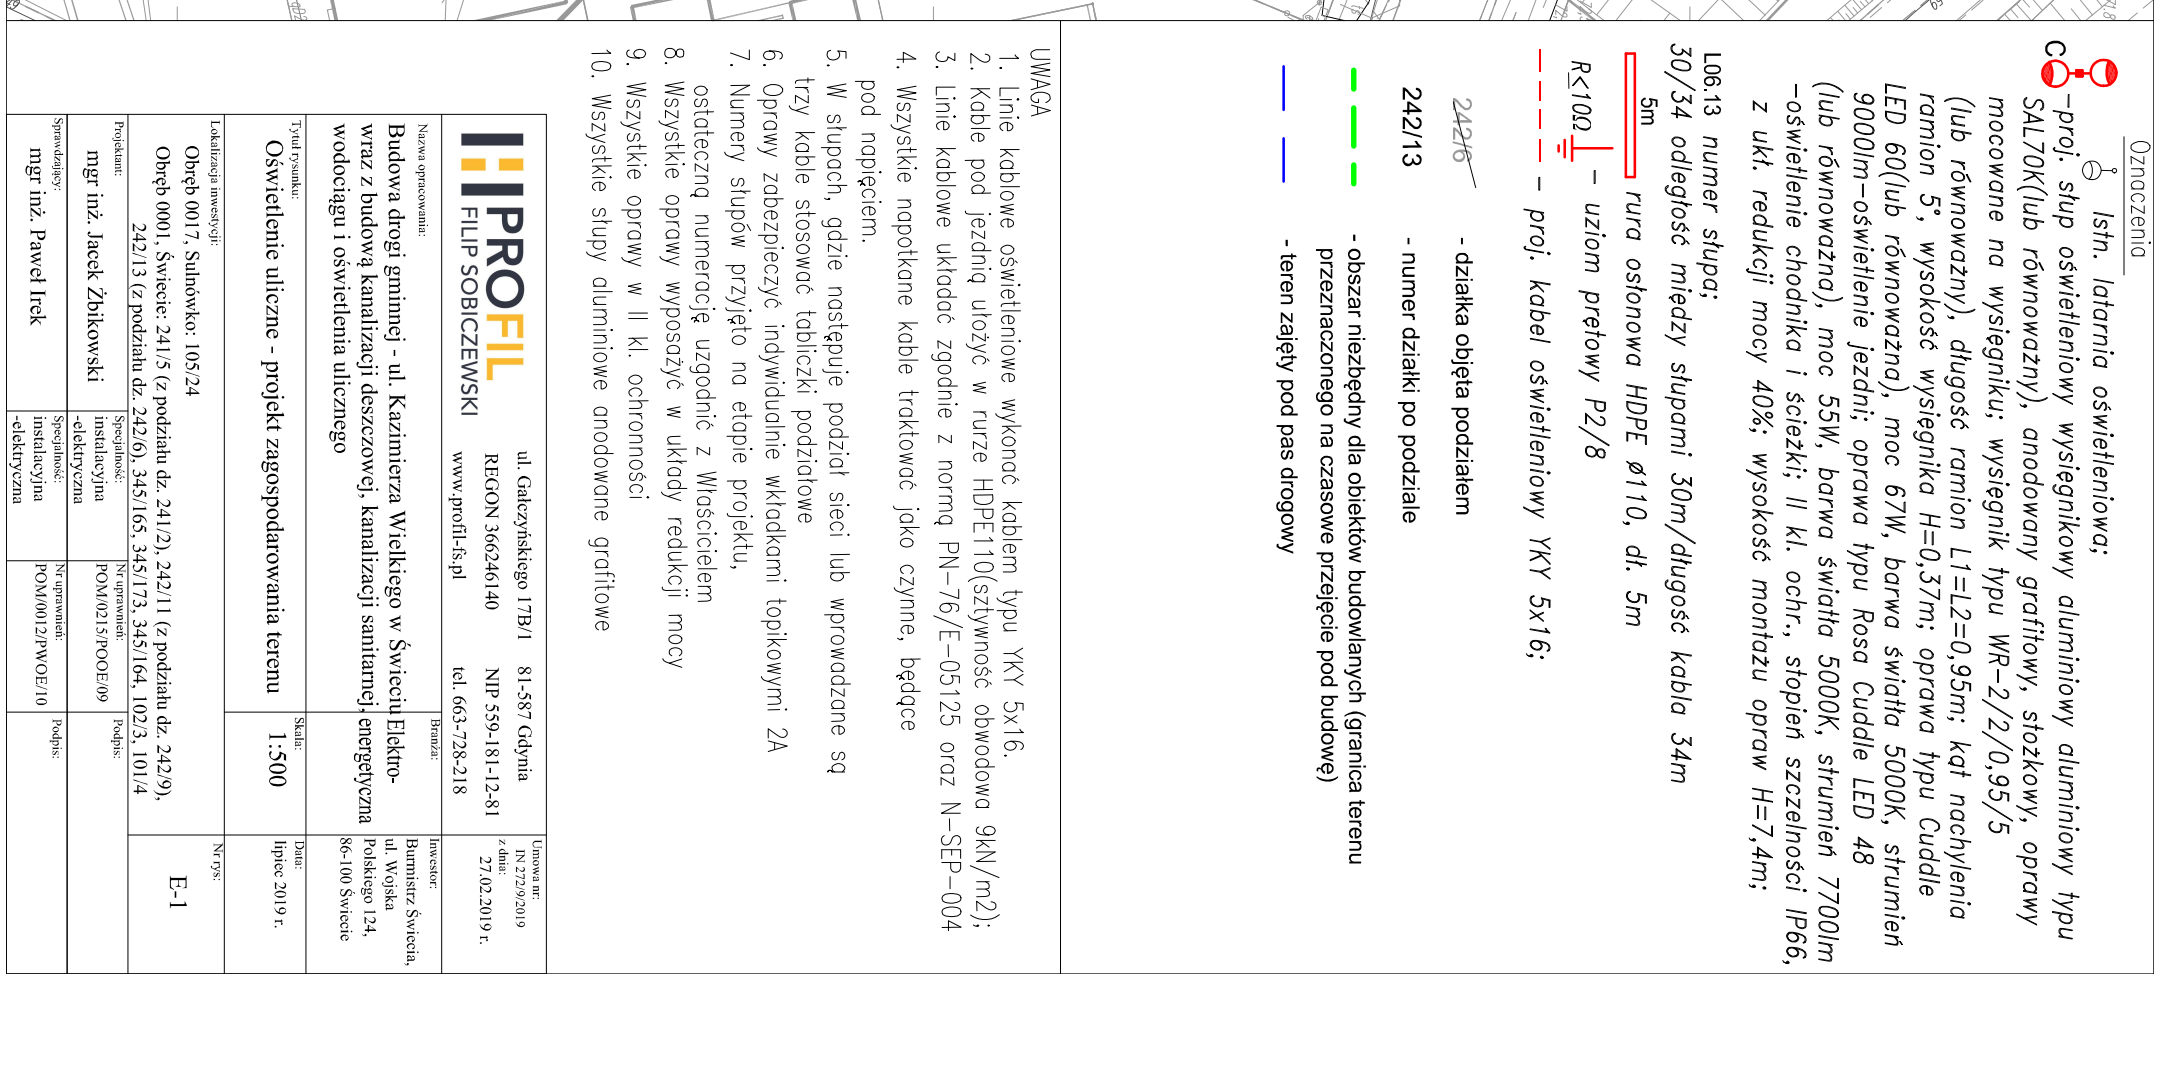 Oznaczenia
Istn. latarnia oświetleniowa;
C
-proj. słup oświetleniowy wysięgnikowy aluminiowy aluminiowy typu
SAL70K(lub równoważny), anodowany grafitowy, stożkowy, oprawy
mocowane na wysięgniku; wysięgnik typu WR-2/2/0,95/5
(lub równoważny), długość ramion L1=L2=0,95m; kąt nachylenia
ramion 5°, wysokość wysięgnika H=0,37m; oprawa typu Cuddle
LED 60(lub równoważna), moc 67W, barwa światła 5000K, strumień
9000lm-oświetlenie jezdni; oprawa typu Rosa Cuddle LED 48
(lub równoważna), moc 55W, barwa światła 5000K, strumień 7700lm
-oświetlenie chodnika i ścieżki; II kl. ochr., stopień szczelności IP66,
z ukł. redukcji mocy 40%; wysokość montażu opraw H=7,4m;
L06.13 numer słupa;
30/34 odległość między słupami 30m/długość kabla 34m
5m
rura osłonowa HDPE ø110, dł. 5m
R≤10Ω - uziom prętowy P2/8
- proj. kabel oświetleniowy YKY 5x16;
242/6 - działka objęta podziałem
242/13 - numer działki po podziale
- obszar niezbędny dla obiektów budowlanych (granica terenu
przeznaczonego na czasowe przejęcie pod budowę)
- teren zajęty pod pas drogowy
UWAGA
1. Linie kablowe oświetleniowe wykonać kablem typu YKY 5x16.
2. Kable pod jezdnią ułożyć w rurze HDPE110(sztywność obwodowa 9kN/m2);
3. Linie kablowe układać zgodnie z normą PN-76/E-05125 oraz N-SEP-004
4. Wszystkie napotkane kable traktować jako czynne, będące
pod napięciem.
5. W słupach, gdzie następuje podział sieci lub wprowadzane są
trzy kable stosować tabliczki podziałowe
6. Oprawy zabezpieczyć indywidualnie wkładkami topikowymi 2A
7. Numery słupów przyjęto na etapie projektu,
ostateczną numerację uzgodnić z Właścicielem
8. Wszystkie oprawy wyposażyć w układy redukcji mocy
9. Wszystkie oprawy w II kl. ochronności
10. Wszystkie słupy aluminiowe anodowane grafitowe
PROFIL
FILIP SOBICZEWSKI
ul. Gałczyńskiego 17B/1 81-587 Gdynia
REGON 366246140 NIP 559-181-12-81
www.profil-fs.pl tel. 663-728-218
Umowa nr:
IN 272/9/2019
z dnia:
27.02.2019 r.
Nazwa opracowania:
Budowa drogi gminnej - ul. Kazimierza Wielkiego w Świeciu
wraz z budową kanalizacji deszczowej, kanalizacji sanitarnej,
wodociągu i oświetlenia ulicznego
Branża:
Elektro-
energetyczna
Inwestor:
Burmistrz Świecia,
ul. Wojska
Polskiego 124,
86-100 Świecie
Tytuł rysunku:
Oświetlenie uliczne - projekt zagospodarowania terenu
Skala:
1:500
Data:
lipiec 2019 r.
Lokalizacja inwestycji:
Obręb 0017, Sulnówko: 105/24
Obręb 0001, Świecie: 241/5 (z podziału dz. 241/2), 242/11 (z podziału dz. 242/9),
242/13 (z podziału dz. 242/6), 345/165, 345/173, 345/164, 102/3, 101/4
Nr rys:
E-1
Projektant:
mgr inż. Jacek Żbikowski
Specjalność:
instalacyjna
-elektryczna
Nr uprawnień:
POM/0215/POOE/09
Podpis:
Sprawdzający:
mgr inż. Paweł Irek
Specjalność:
instalacyjna
-elektryczna
Nr uprawnień:
POM/0012/PWOE/10
Podpis: